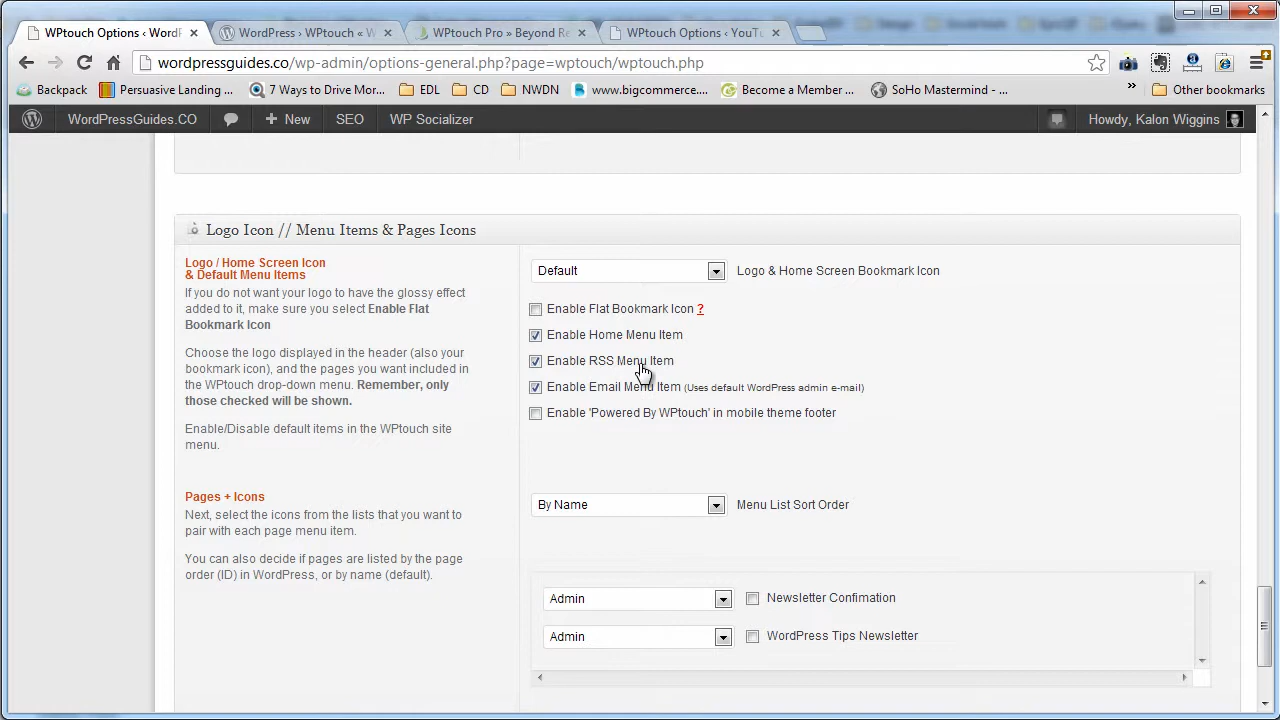 WPtouch Options ‹ WordP
WordPress › WPtouch « W
WPtouch Pro » Beyond Re
WPtouch Options ‹ YouTu
wordpressguides.co/wp-admin/options-general.php?page=wptouch/wptouch.php
Backpack
Persuasive Landing ...
7 Ways to Drive Mor...
EDL
CD
NWDN
www.bigcommerce....
Become a Member ...
SoHo Mastermind - ...
»
Other bookmarks
WordPressGuides.CO
+ New
SEO
WP Socializer
Howdy, Kalon Wiggins
Logo Icon // Menu Items & Pages Icons
Logo / Home Screen Icon
& Default Menu Items
If you do not want your logo to have the glossy effect
added to it, make sure you select Enable Flat
Bookmark Icon
Choose the logo displayed in the header (also your
bookmark icon), and the pages you want included in
the WPtouch drop-down menu. Remember, only
those checked will be shown.
Enable/Disable default items in the WPtouch site
menu.
Default
Logo & Home Screen Bookmark Icon
Enable Flat Bookmark Icon ?
Enable Home Menu Item
Enable RSS Menu Item
Enable Email Menu Item (Uses default WordPress admin e-mail)
Enable 'Powered By WPtouch' in mobile theme footer
Pages + Icons
Next, select the icons from the lists that you want to
pair with each page menu item.
You can also decide if pages are listed by the page
order (ID) in WordPress, or by name (default).
By Name
Menu List Sort Order
Admin
Newsletter Confimation
Admin
WordPress Tips Newsletter